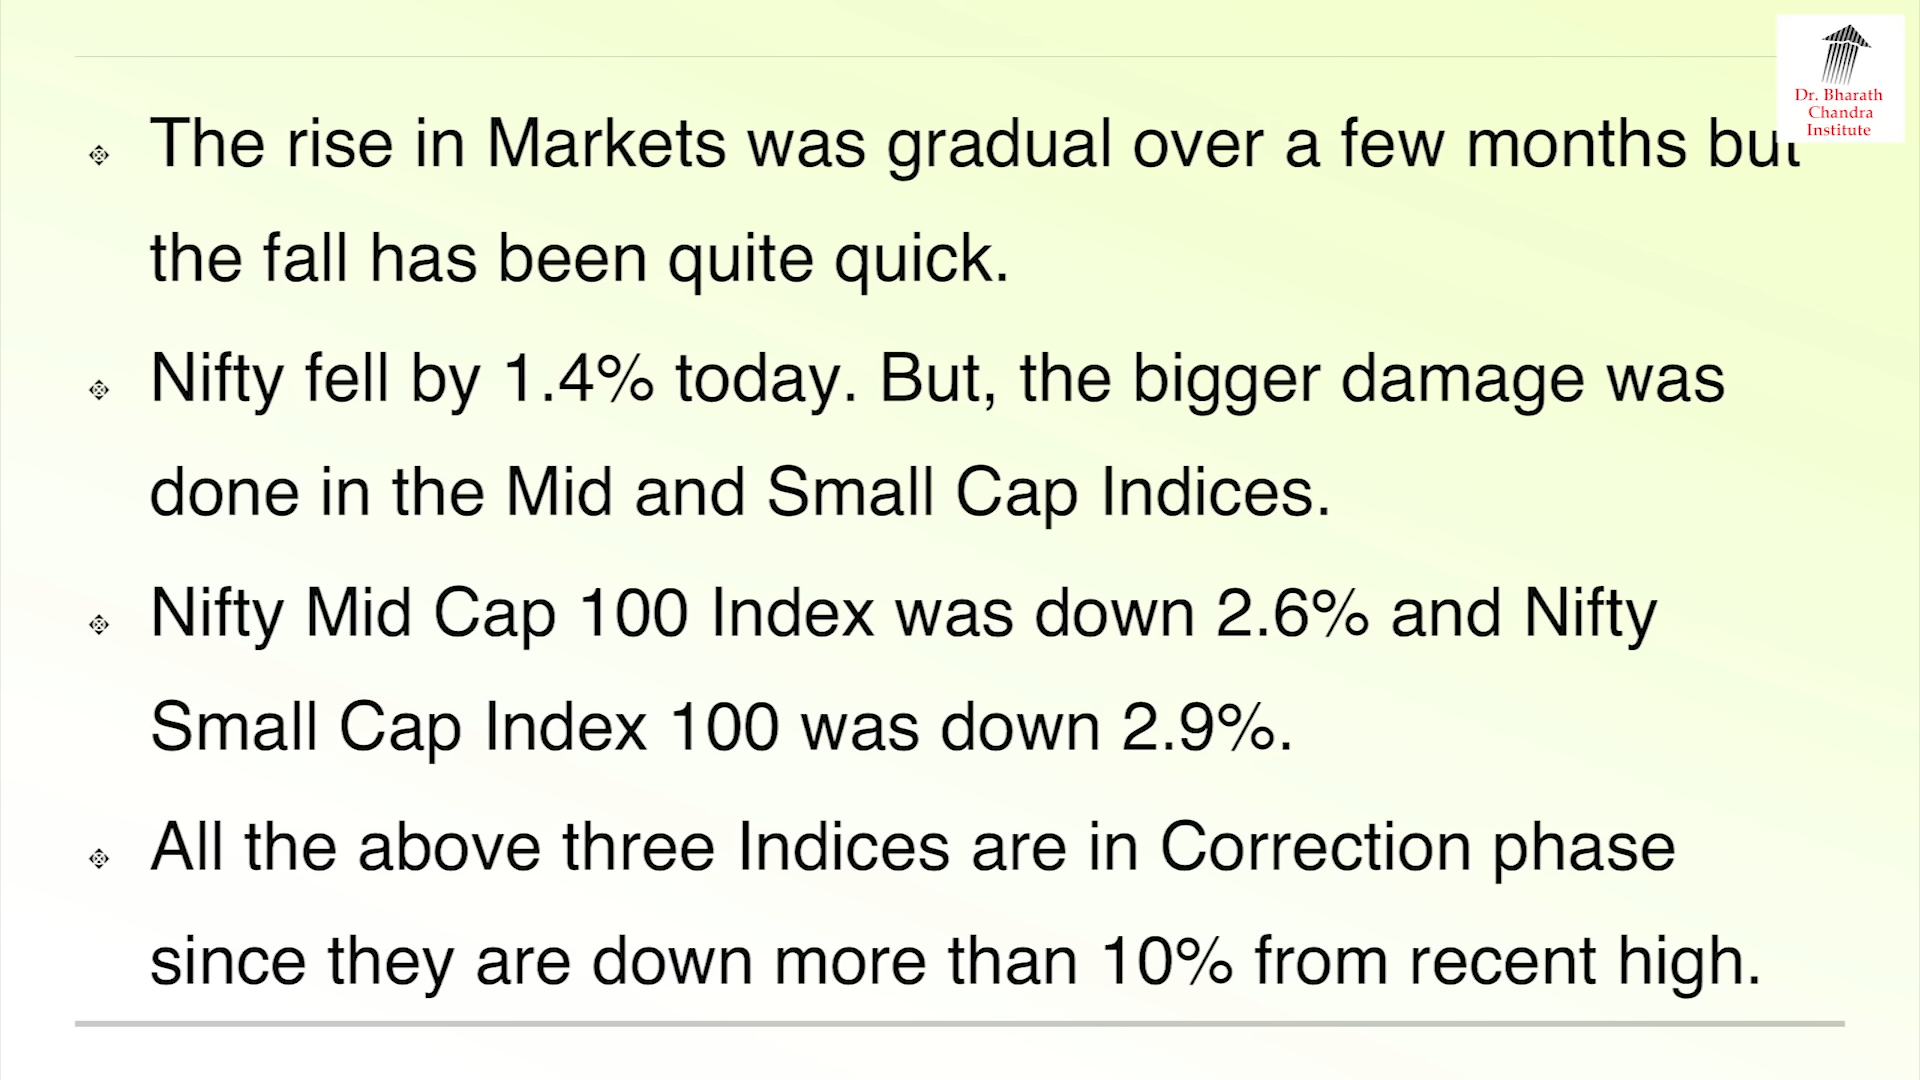 Dr. Bharath
Chandra
Institute
The rise in Markets was gradual over a few months but
the fall has been quite quick.
Nifty fell by 1.4% today. But, the bigger damage was
done in the Mid and Small Cap Indices.
Nifty Mid Cap 100 Index was down 2.6% and Nifty
Small Cap Index 100 was down 2.9%.
All the above three Indices are in Correction phase
since they are down more than 10% from recent high.